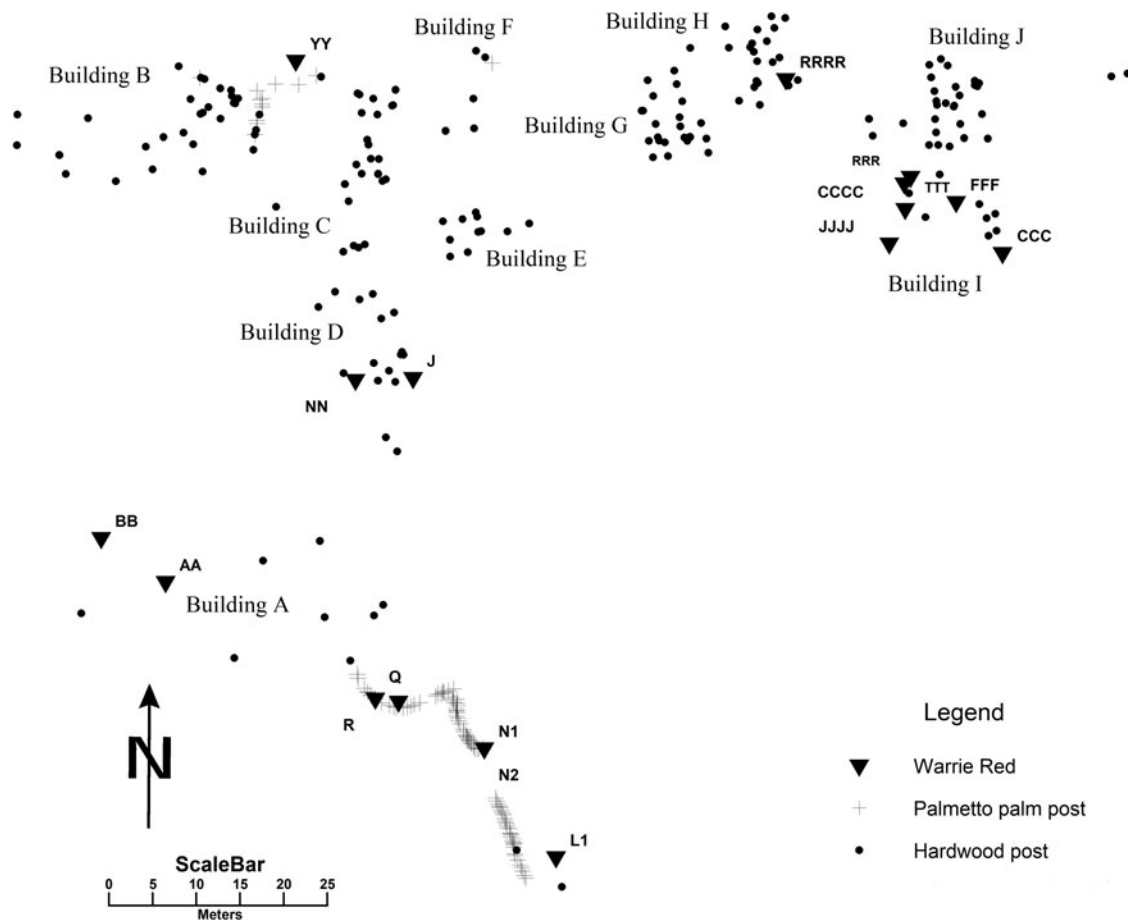 Building B
YY
Building F
Building H
RRRR
Building J
Building G
RRR
CCCC
TTT
FFF
JJJJ
CCC
Building C
Building E
Building I
Building D
J
NN
BB
AA
Building A
Q
R
N1
N2
L1
N
ScaleBar
0 5 10 15 20 25
Meters
Legend
Warrie Red
Palmetto palm post
Hardwood post